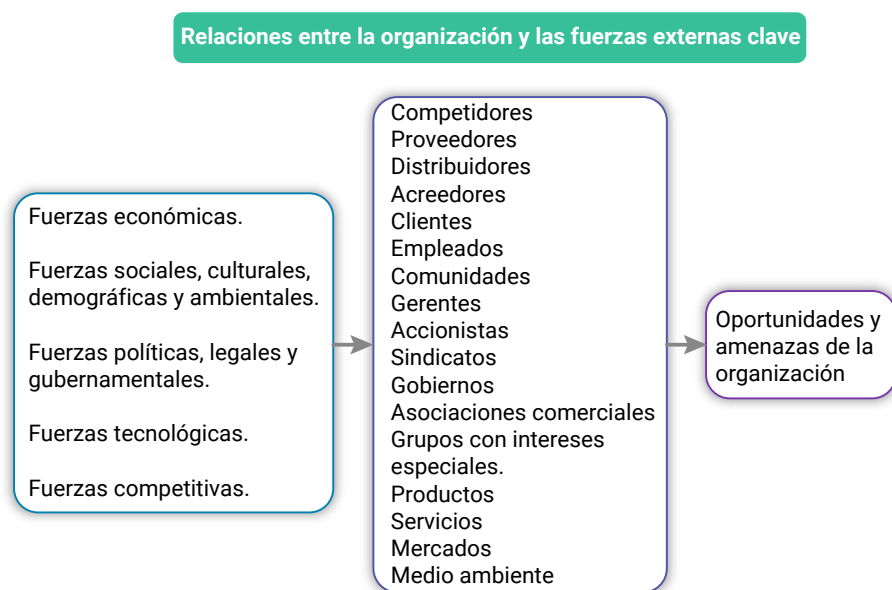 Relaciones entre la organización y las fuerzas externas clave
Fuerzas económicas.
Fuerzas sociales, culturales,
demográficas y ambientales.
Fuerzas políticas, legales y
gubernamentales.
Fuerzas tecnológicas.
Fuerzas competitivas.
Competidores
Proveedores
Distribuidores
Acreedores
Clientes
Empleados
Comunidades
Gerentes
Accionistas
Sindicatos
Gobiernos
Asociaciones comerciales
Grupos con intereses
especiales.
Productos
Servicios
Mercados
Medio ambiente
Oportunidades y
amenazas de la
organización